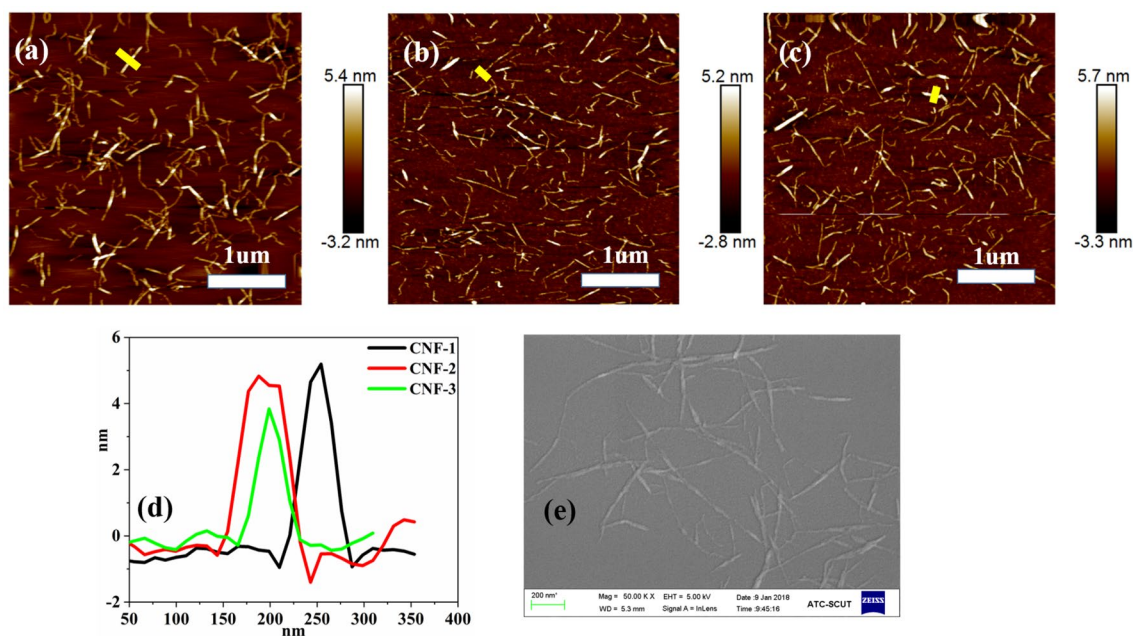 (a)
5.4 nm
-3.2 nm
1um
(b)
5.2 nm
-2.8 nm
1um
(c)
5.7 nm
-3.3 nm
1um
6
4
2
0
-2
nm
CNF-1
CNF-2
CNF-3
(d)
50 100 150 200 250 300 350 400
nm
(e)
200 nm*
Mag = 50.00 K X EHT = 5.00 kV Date :9 Jan 2018
WD = 5.3 mm Signal A = InLens Time :9:45:16
ATC-SCUT
ZEISS